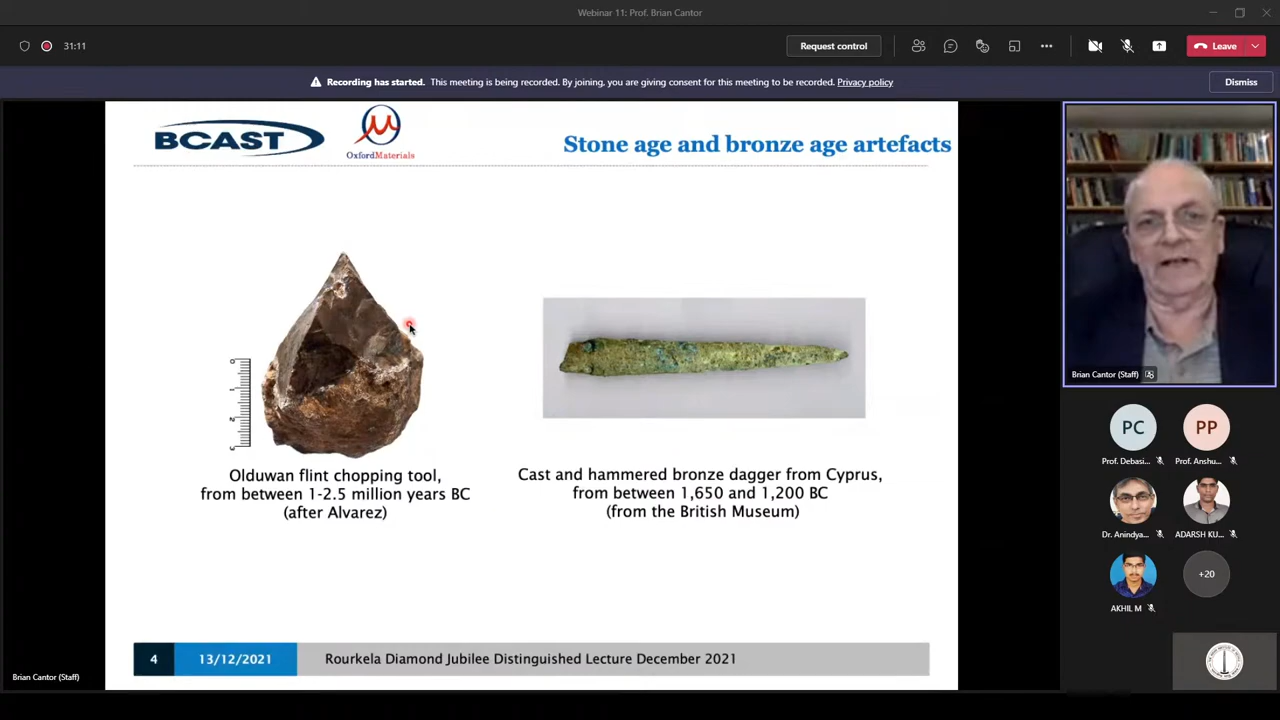 Webinar 11: Prof. Brian Cantor
31:11
Request control
Leave
Recording has started. This meeting is being recorded. By joining, you are giving consent for this meeting to be recorded. Privacy policy
Dismiss
BCAST
μ
OxfordMaterials
Stone age and bronze age artefacts
0
1
2
3
Olduwan flint chopping tool,
from between 1-2.5 million years BC
(after Alvarez)
Cast and hammered bronze dagger from Cyprus,
from between 1,650 and 1,200 BC
(from the British Museum)
4
13/12/2021
Rourkela Diamond Jubilee Distinguished Lecture December 2021
Brian Cantor (Staff)
Brian Cantor (Staff)
PC
PP
Prof. Debasi...
Prof. Anshu...
Dr. Anindya...
ADARSH KU...
AKHIL M
+20